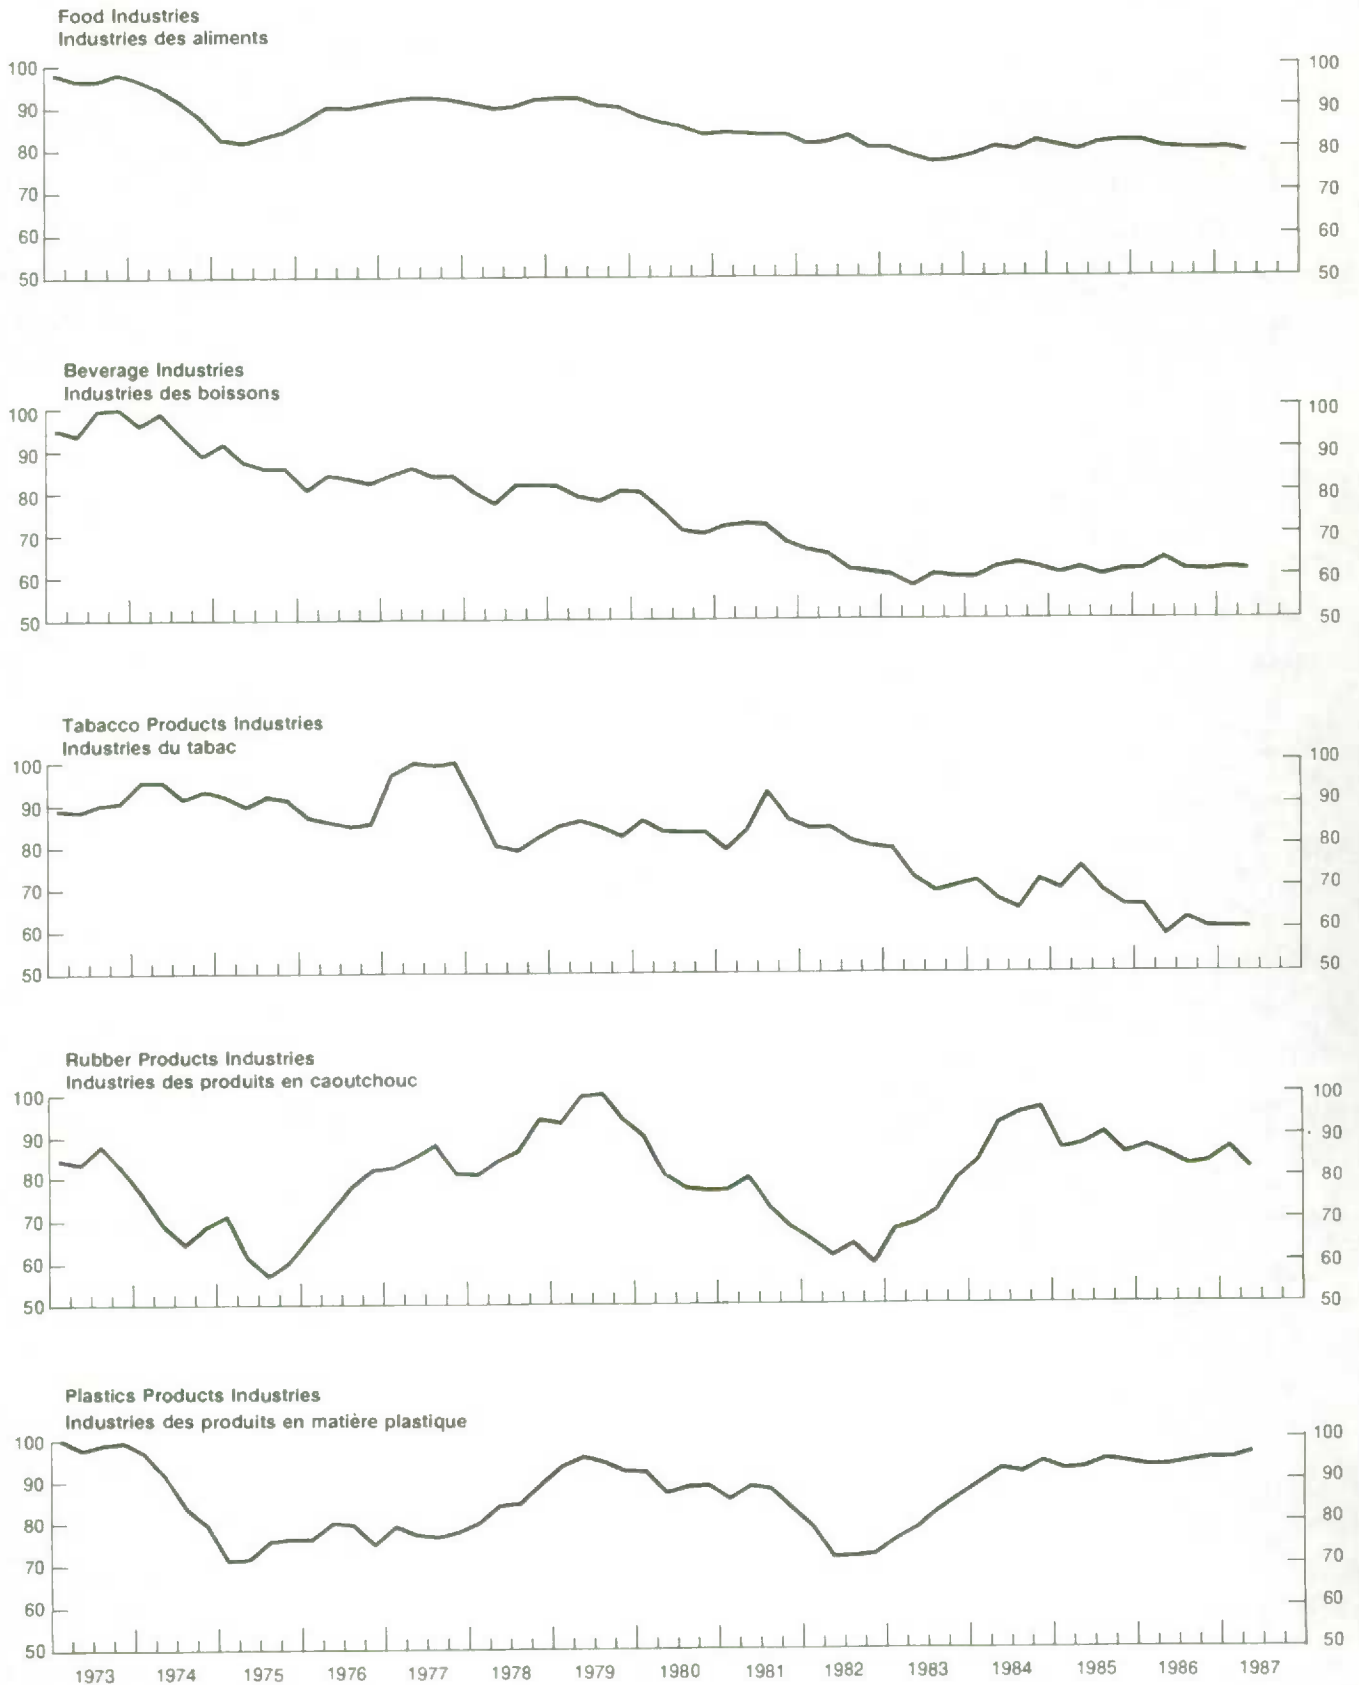 Food Industries
Industries des aliments
100 100
90 90
80 80
70 70
60 60
50 50
Beverage Industries
Industries des boissons
100 100
90 90
80 80
70 70
60 60
50 50
Tabacco Products Industries
Industries du tabac
100 100
90 90
80 80
70 70
60 60
50 50
Rubber Products Industries
Industries des produits en caoutchouc
100 100
90 90
80 80
70 70
60 60
50 50
Plastics Products Industries
Industries des produits en matière plastique
100 100
90 90
80 80
70 70
60 60
50 50
1973 1974 1975 1976 1977 1978 1979 1980 1981 1982 1983 1984 1985 1986 1987